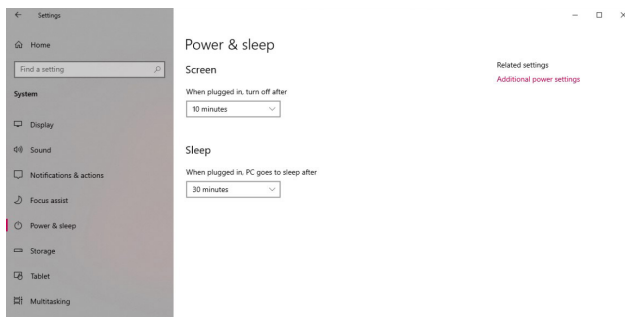 Settings
Home
Find a setting
System
Display
Sound
Notifications & actions
Focus assist
Power & sleep
Storage
Tablet
Multitasking
Power & sleep
Screen
When plugged in, turn off after
10 minutes
Sleep
When plugged in, PC goes to sleep after
30 minutes
Related settings
Additional power settings